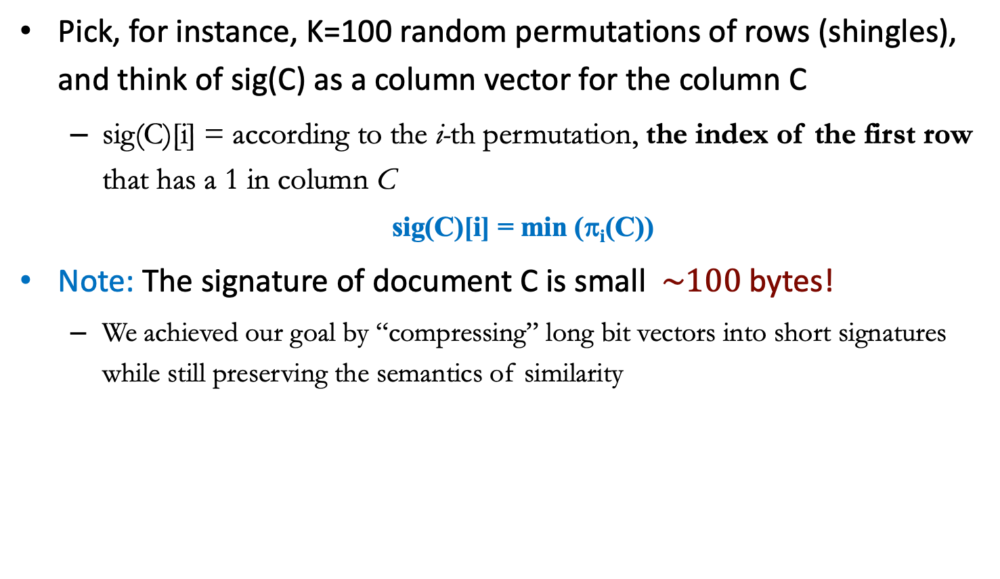 • Pick, for instance, K=100 random permutations of rows (shingles),
and think of sig(C) as a column vector for the column C
– sig(C)[i] = according to the i-th permutation, the index of the first row
that has a 1 in column C
sig(C)[i] = min (πᵢ(C))
• Note: The signature of document C is small ~100 bytes!
– We achieved our goal by “compressing” long bit vectors into short signatures
while still preserving the semantics of similarity